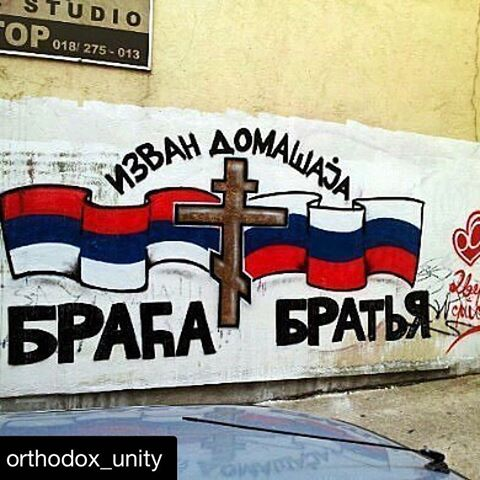 STUDIO
TOP 018/ 275 - 013
ИЗВАН ДОМАШАЈА
БРАЋА
БРАТЬЯ
orthodox_unity